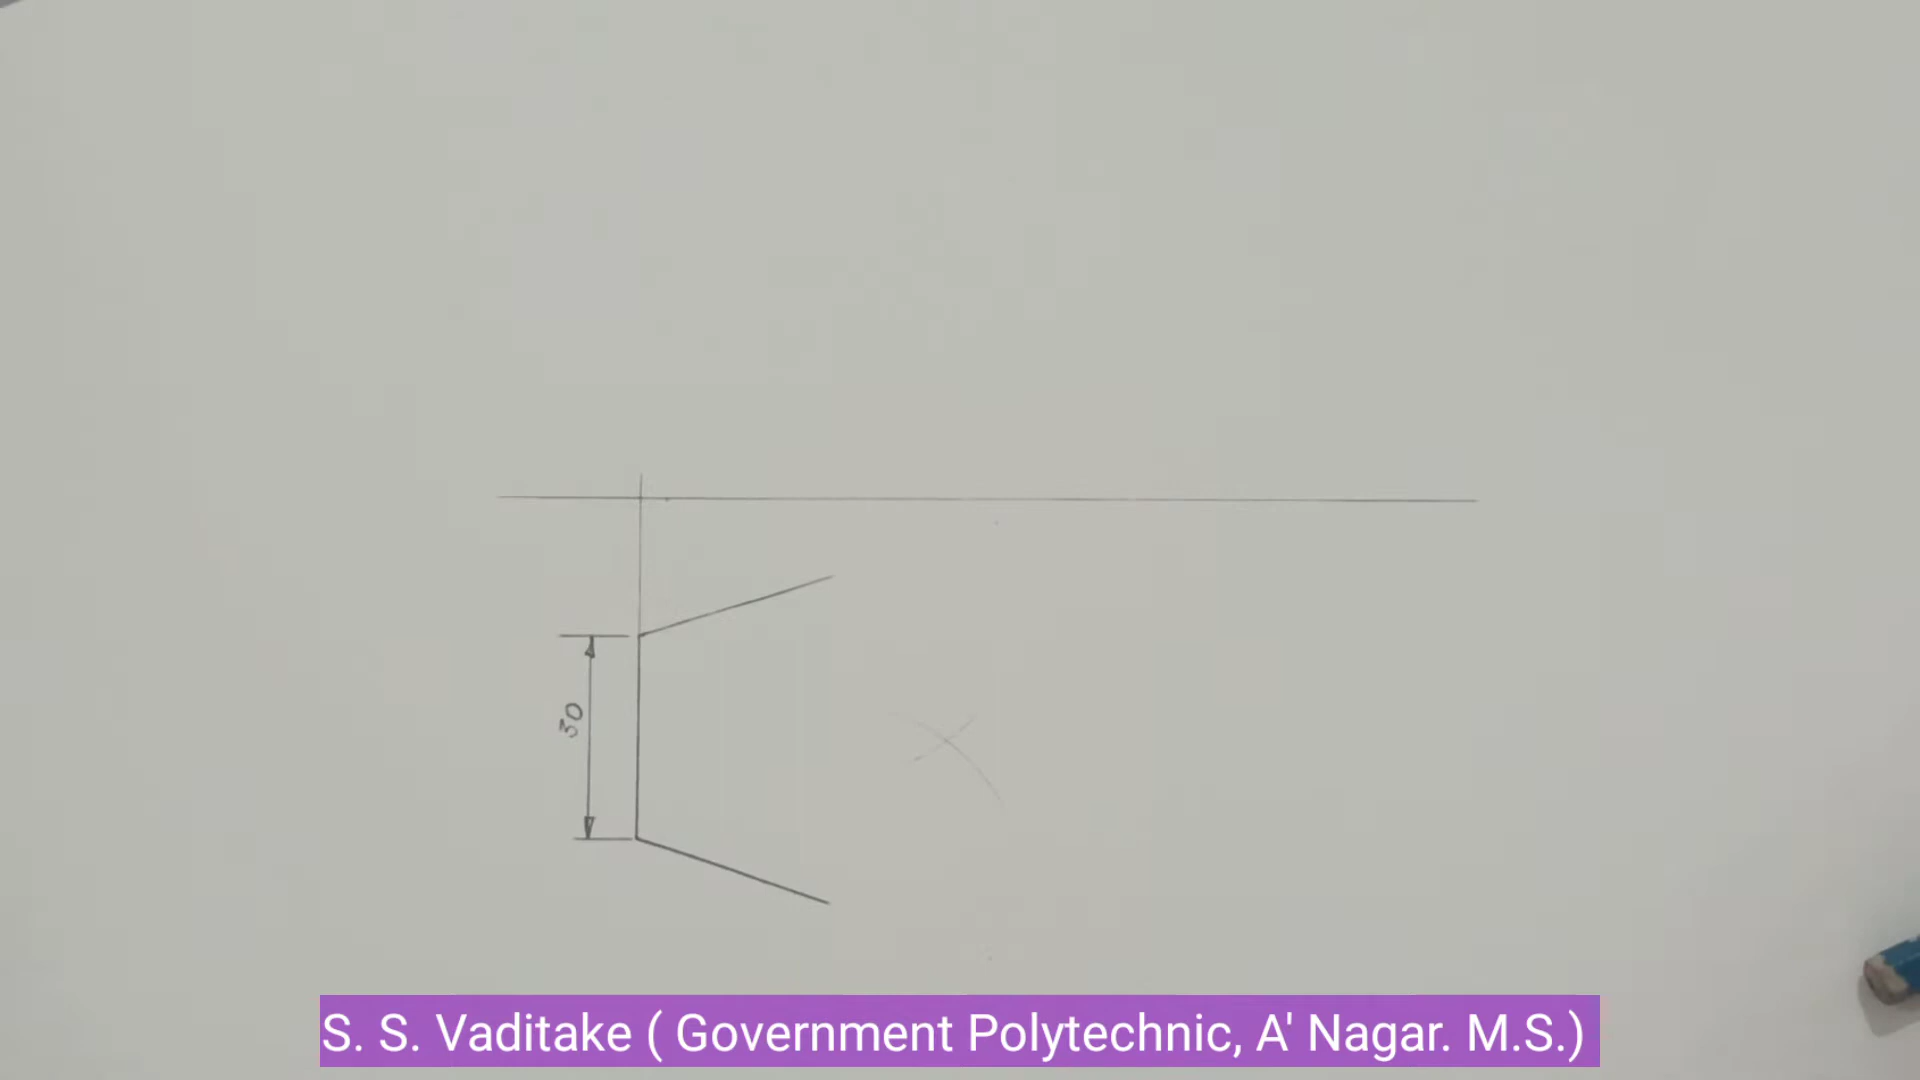 30
S. S. Vaditake ( Government Polytechnic, A' Nagar. M.S.)